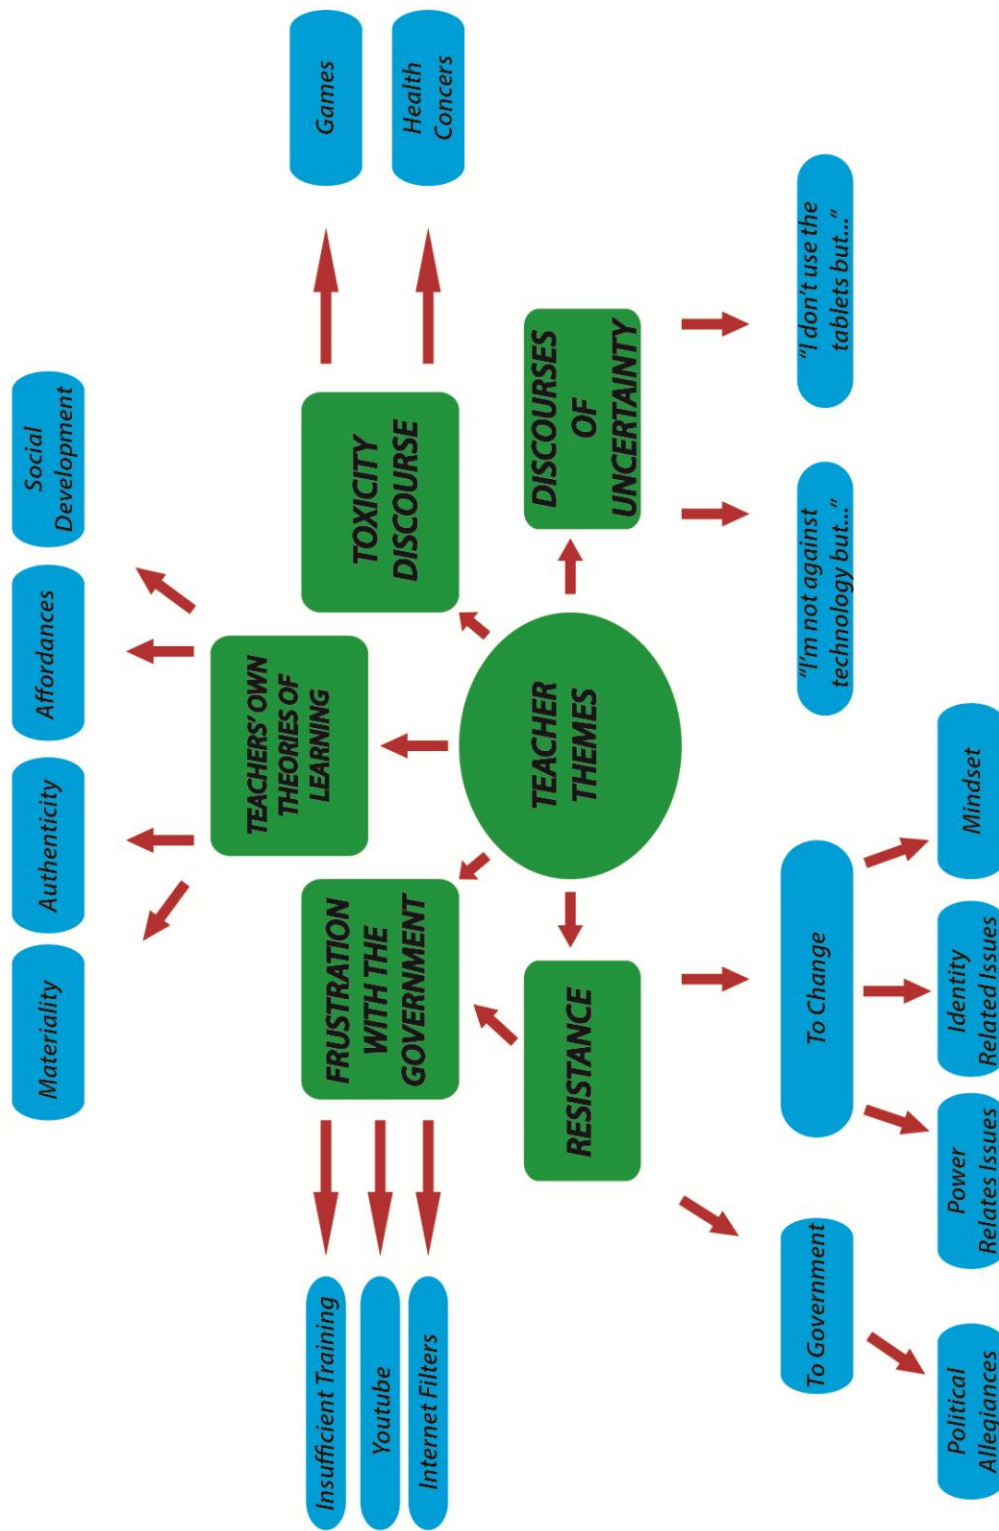 Materiality
Authenticity
Affordances
Social
Development
Insufficient Training
Youtube
Internet Filters
FRUSTRATION
WITH THE
GOVERNMENT
TEACHERS' OWN
THEORIES OF
LEARNING
TOXICITY
DISCOURSE
Games
Health
Concers
RESISTANCE
TEACHER
THEMES
DISCOURSES
OF
UNCERTAINTY
To Government
To Change
"I'm not against
technology but..."
"I don't use the
tablets but..."
Political
Allegiances
Power
Relates Issues
Identity
Related Issues
Mindset